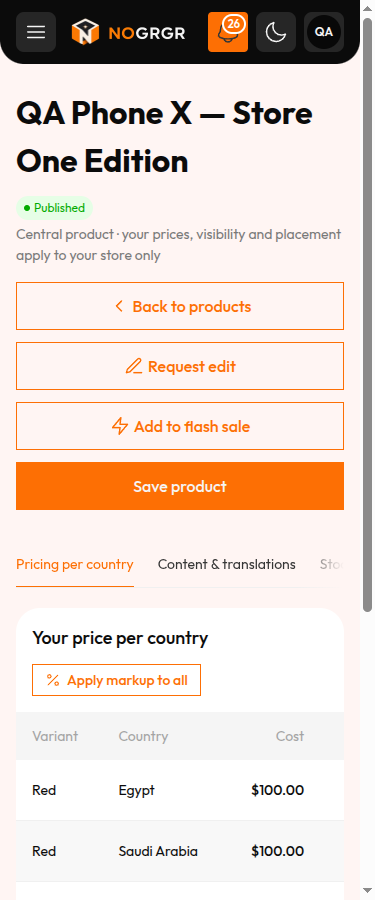 NOGRGR
26
QA
QA Phone X — Store
One Edition
Published
Central product · your prices, visibility and placement
apply to your store only
Back to products
Request edit
Add to flash sale
Save product
Pricing per country
Content & translations
Your price per country
Apply markup to all
Variant Country Cost
Red Egypt $100.00
Red Saudi Arabia $100.00